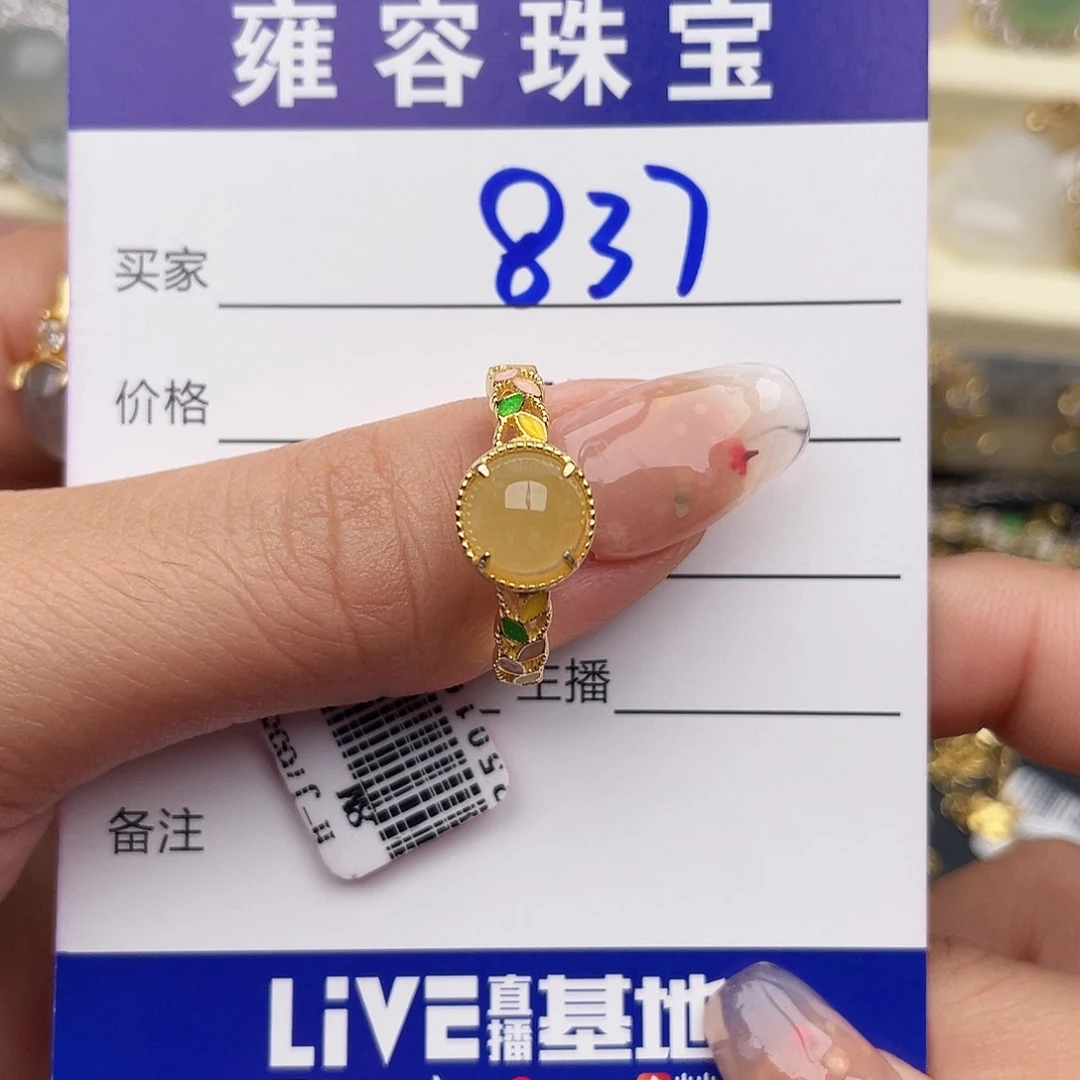 雍容珠宝
买家 837
价格
主播
备注
LiVE直播基地